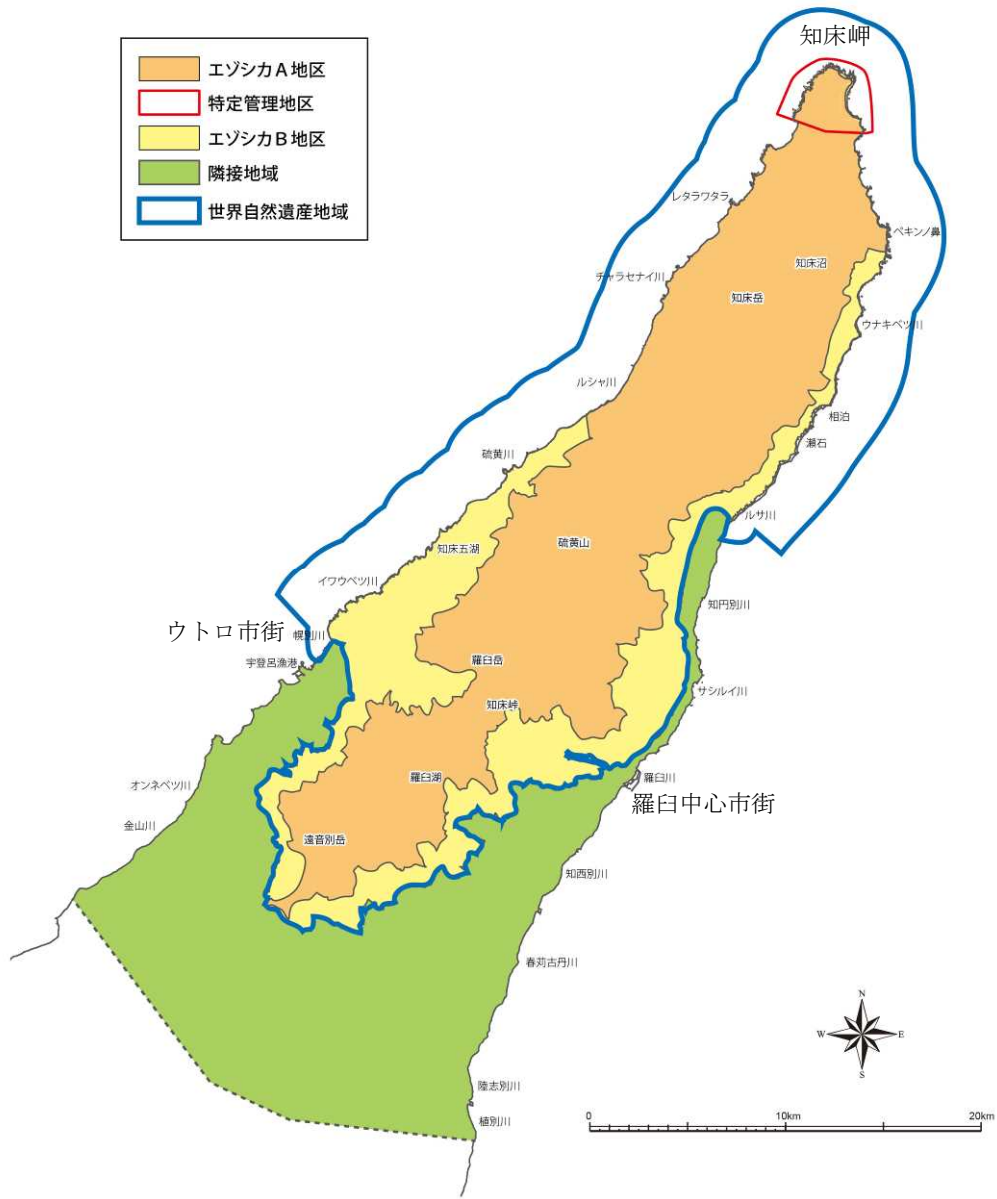 知床岬
エゾシカA地区
特定管理地区
エゾシカB地区
隣接地域
世界自然遺産地域
レタラワタラ
ペキンノ鼻
知床沼
チャラセナイ川
知床岳
ウナキベツ川
ルシャ川
相泊
瀬石
硫黄川
ルサ川
硫黄山
知床五湖
イワウベツ川
知円別川
ウトロ市街
幌別川
宇登呂漁港
羅臼岳
サシルイ川
知床峠
羅臼湖
羅臼川
オンネベツ川
羅臼中心市街
金山川
遠音別岳
知西別川
春苅古丹川
N
W
E
S
陸志別川
植別川
0
10km
20km